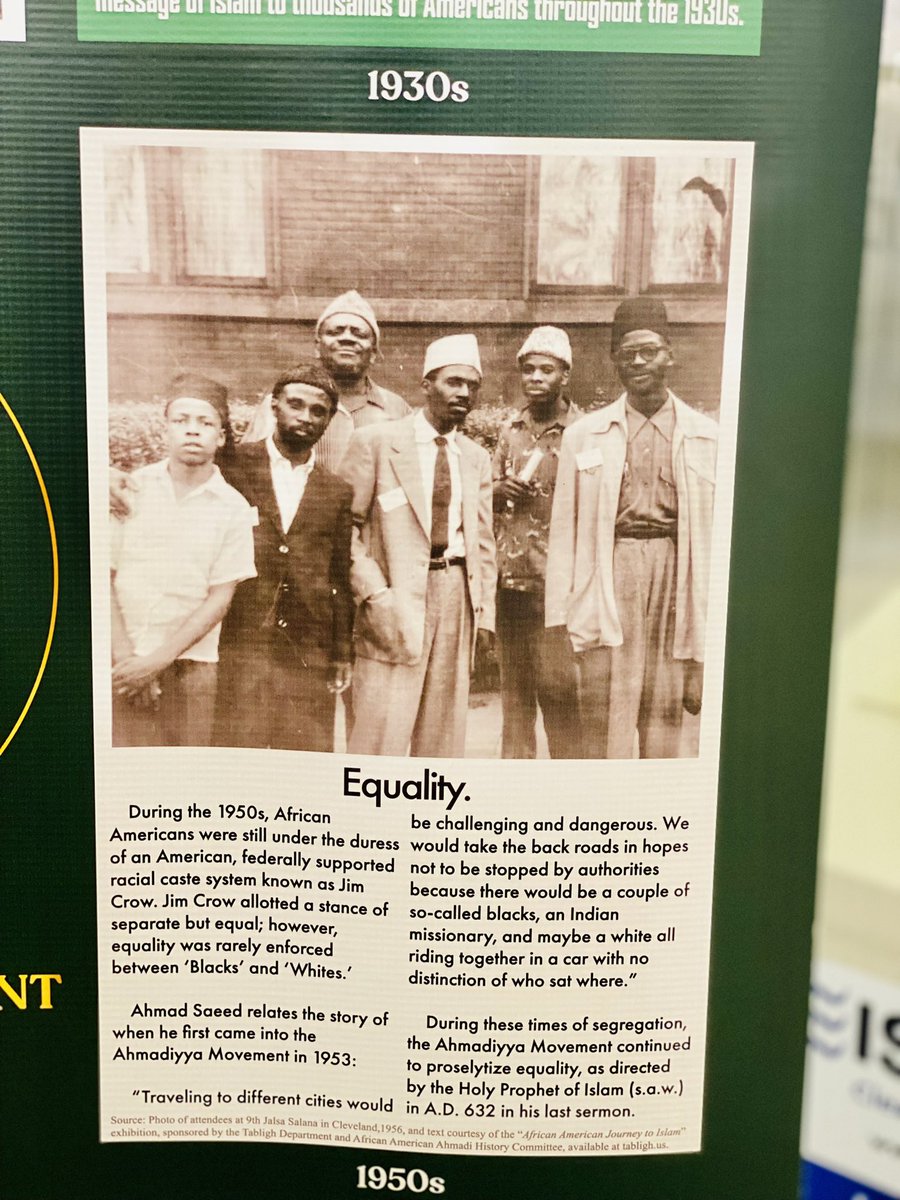 message of Islam to thousands of Americans throughout the 1930s.
1930s
Equality.
During the 1950s, African
Americans were still under the duress
of an American, federally supported
racial caste system known as Jim
Crow. Jim Crow allotted a stance of
separate but equal; however,
equality was rarely enforced
between ‘Blacks’ and ‘Whites.’
Ahmad Saeed relates the story of
when he first came into the
Ahmadiyya Movement in 1953:
“Traveling to different cities would
be challenging and dangerous. We
would take the back roads in hopes
not to be stopped by authorities
because there would be a couple of
so-called blacks, an Indian
missionary, and maybe a white all
riding together in a car with no
distinction of who sat where.”
During these times of segregation,
the Ahmadiyya Movement continued
to proselytize equality, as directed
by the Holy Prophet of Islam (s.a.w.)
in A.D. 632 in his last sermon.
Source: Photo of attendees at 9th Jalsa Salana in Cleveland,1956, and text courtesy of the “African American Journey to Islam”
exhibition, sponsored by the Tabligh Department and African American Ahmadi History Committee, available at tabligh.us.
1950s
NT
IS